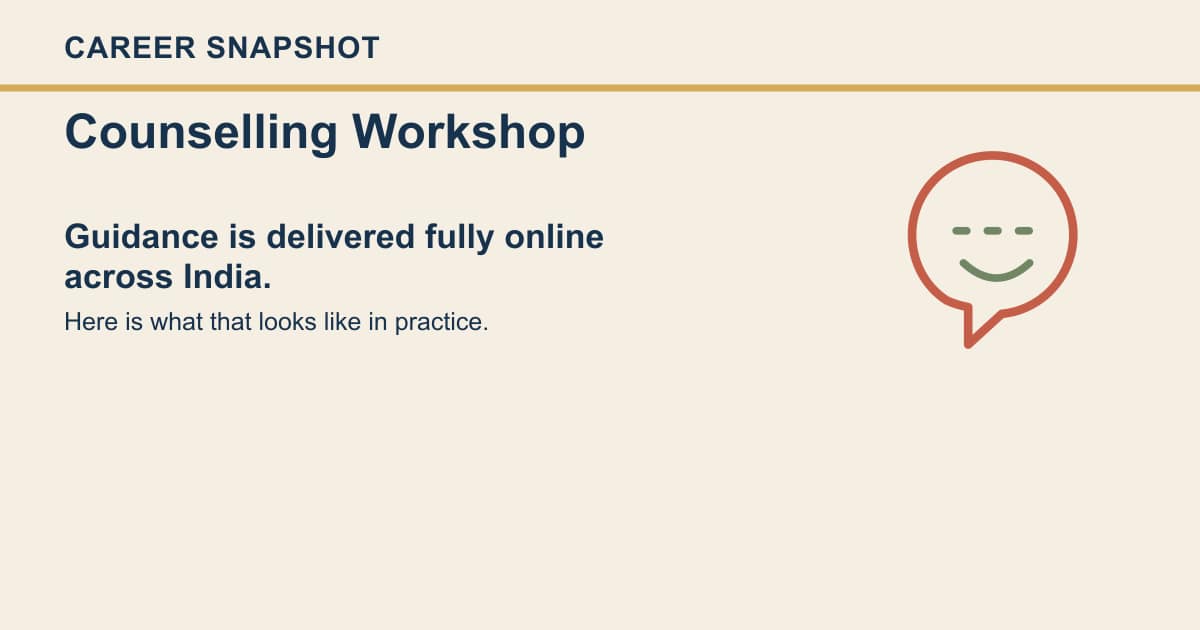 CAREER SNAPSHOT
Counselling Workshop
Guidance is delivered fully online
across India.
Here is what that looks like in practice.